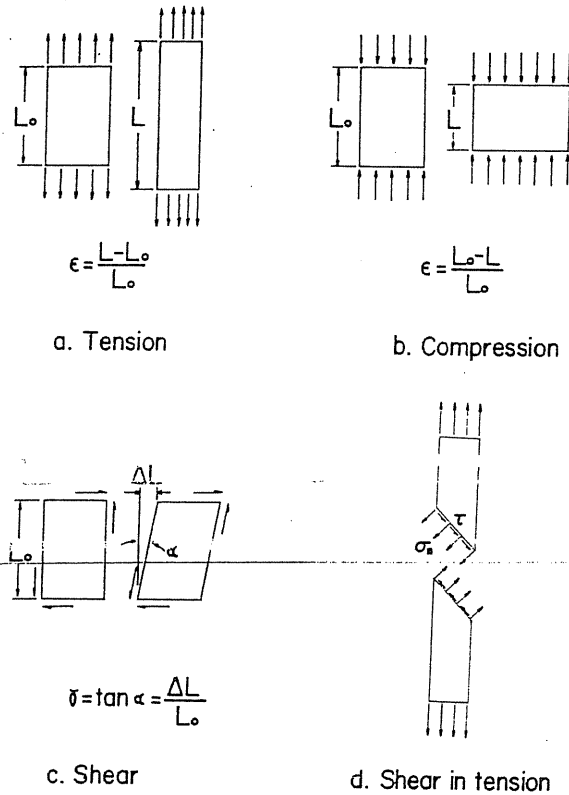 L₀
L
L₀
L
ϵ = L-L₀ / L₀
ϵ = L₀-L / L₀
a. Tension
b. Compression
ΔL
L₀
α
τ
σₙ
γ = tan α = ΔL / L₀
c. Shear
d. Shear in tension